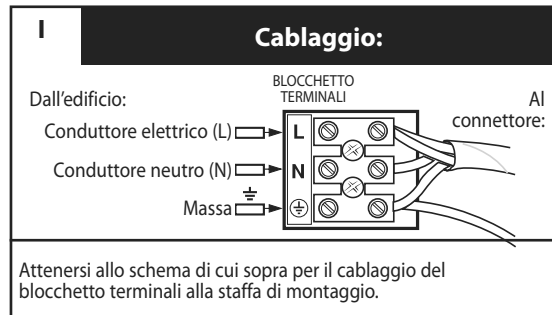 I
Cablaggio:
BLOCCHETTO
TERMINALI
Dall'edificio:
Al
connettore:
Conduttore elettrico (L)
L
Conduttore neutro (N)
N
Massa
Attenersi allo schema di cui sopra per il cablaggio del
blocchetto terminali alla staffa di montaggio.